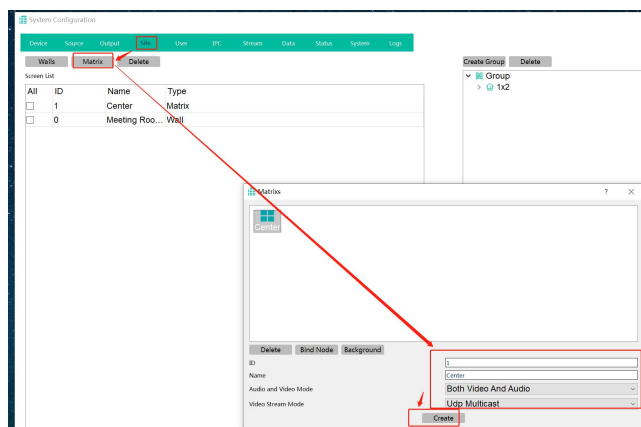 System Configuration
Device Source Output Site User IPC Stream Data Status System Logs
Walls Matrix Delete
Create Group Delete
Screen List
Group
1x2
All ID Name Type
1 Center Matrix
0 Meeting Roo... Wall
Matrixs
? ×
Center
Delete Bind Node Background
ID 1
Name Center
Audio and Video Mode Both Video And Audio
Video Stream Mode Udp Multicast
Create